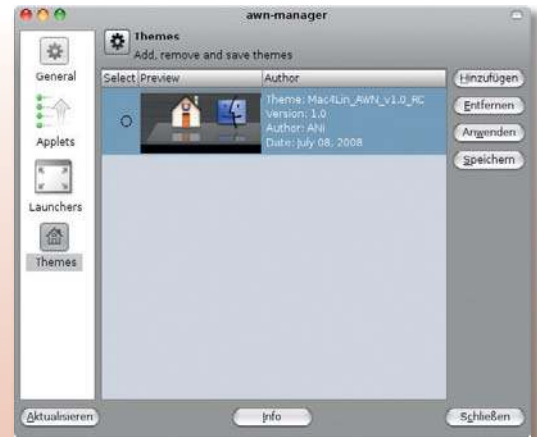 awn-manager
Themes
Add, remove and save themes
General
Applets
Launchers
Themes
Select Preview Author
Theme: Mac4Lin_AWN_v1.0_RC
Version: 1.0
Author: ANi
Date: July 08, 2008
Hinzufügen
Entfernen
Anwenden
Speichern
Aktualisieren
Info
Schließen